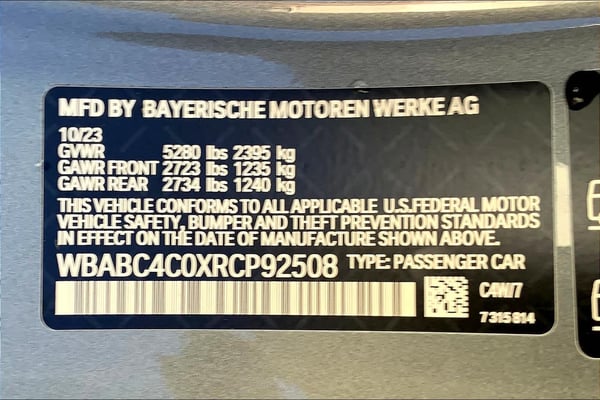 MFD BY BAYERISCHE MOTOREN WERKE AG
10/23
GVWR 5280 lbs 2395 kg
GAWR FRONT 2723 lbs 1235 kg
GAWR REAR 2734 lbs 1240 kg
THIS VEHICLE CONFORMS TO ALL APPLICABLE U.S.FEDERAL MOTOR
VEHICLE SAFETY, BUMPER AND THEFT PREVENTION STANDARDS
IN EFFECT ON THE DATE OF MANUFACTURE SHOWN ABOVE.
WBABC4C0XRCP92508 TYPE: PASSENGER CAR
C4W/7
7315814